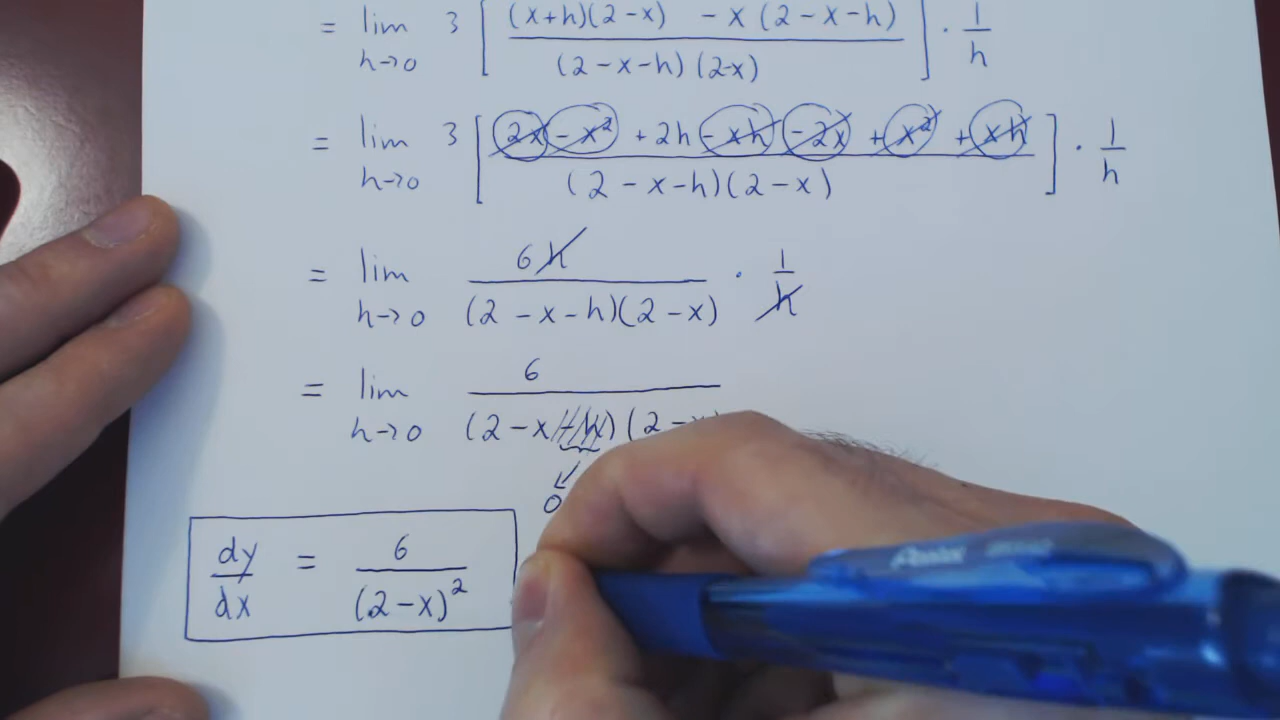 = lim h→0 3 [ (x+h)(2-x) - x(2-x-h) / (2-x-h)(2-x) ] · 1/h
= lim h→0 3 [ 2x - x² + 2h - xh - 2x + x² + xh / (2-x-h)(2-x) ] · 1/h
= lim h→0 6h / (2-x-h)(2-x) · 1/h
= lim h→0 6 / (2-x-h)(2-x
0
dy/dx = 6 / (2-x)²
Pentel